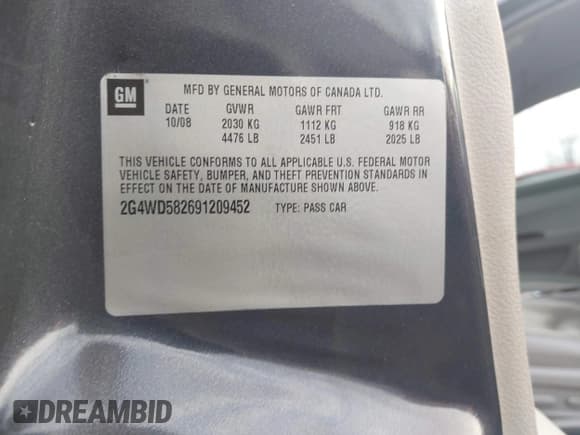 GM
MFD BY GENERAL MOTORS OF CANADA LTD.
DATE GVWR GAWR FRT GAWR RR
10/08 2030 KG 1112 KG 918 KG
4476 LB 2451 LB 2025 LB
THIS VEHICLE CONFORMS TO ALL APPLICABLE U.S. FEDERAL MOTOR
VEHICLE SAFETY, BUMPER, AND THEFT PREVENTION STANDARDS IN
EFFECT ON THE DATE OF MANUFACTURE SHOWN ABOVE.
2G4WD582691209452 TYPE: PASS CAR
DREAMBID